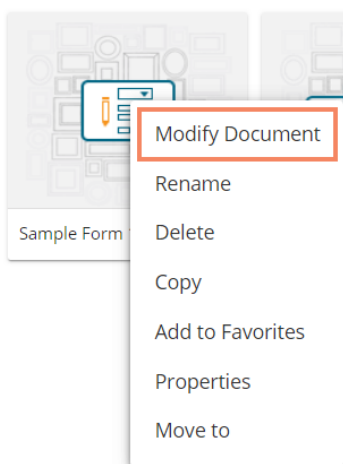 Modify Document
Rename
Sample Form
Delete
Copy
Add to Favorites
Properties
Move to